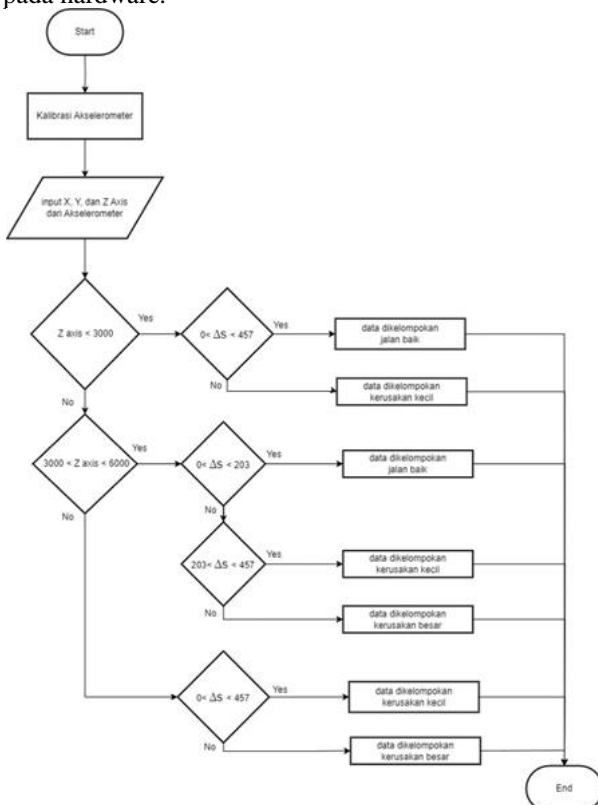 pada hardware.
Start
Kalibrasi Akselerometer
input X, Y, dan Z Axis
dari Akselerometer
Z axis < 3000
Yes
0< ΔS < 457
Yes
data dikelompokan
jalan baik
No
data dikelompokan
kerusakan kecil
No
3000 < Z axis < 6000
Yes
0< ΔS < 203
Yes
data dikelompokan
jalan baik
No
203< ΔS < 457
Yes
data dikelompokan
kerusakan kecil
No
data dikelompokan
kerusakan besar
No
0< ΔS < 457
Yes
data dikelompokan
kerusakan kecil
No
data dikelompokan
kerusakan besar
End